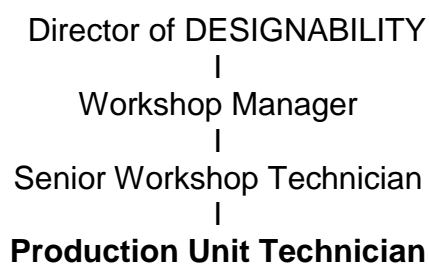 Director of DESIGNABILITY
I
Workshop Manager
I
Senior Workshop Technician
I
Production Unit Technician